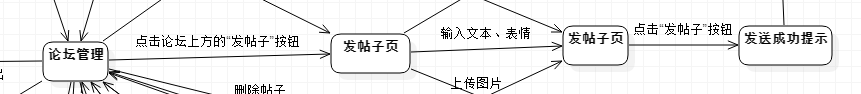 论坛管理
点击论坛上方的“发帖子”按钮
发帖子页
输入文本、表情
发帖子页
点击“发帖子”按钮
发送成功提示
上传图片
删除帖子